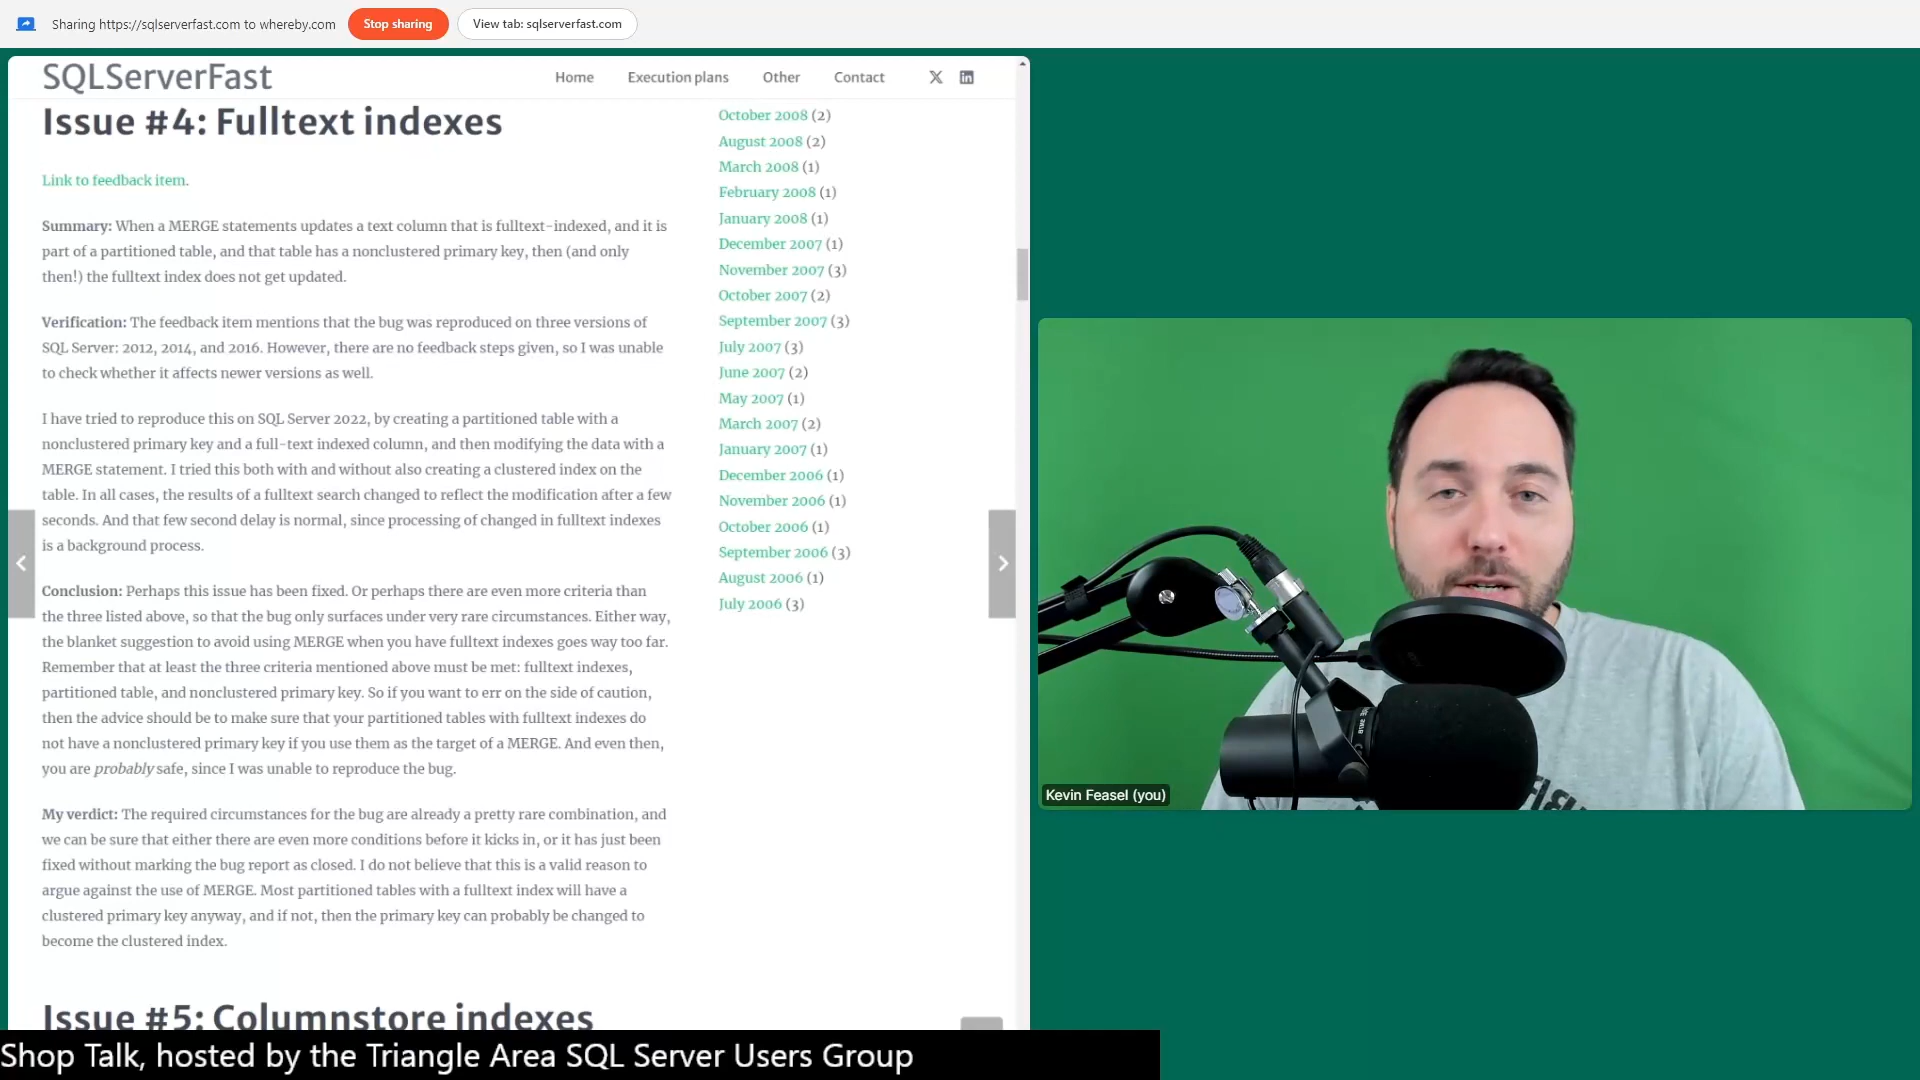 Sharing https://sqlserverfast.com to whereby.com
Stop sharing
View tab: sqlserverfast.com
SQLServerFast
Home
Execution plans
Other
Contact
Issue #4: Fulltext indexes
Link to feedback item.
Summary: When a MERGE statements updates a text column that is fulltext-indexed, and it is
part of a partitioned table, and that table has a nonclustered primary key, then (and only
then!) the fulltext index does not get updated.
Verification: The feedback item mentions that the bug was reproduced on three versions of
SQL Server: 2012, 2014, and 2016. However, there are no feedback steps given, so I was unable
to check whether it affects newer versions as well.
I have tried to reproduce this on SQL Server 2022, by creating a partitioned table with a
nonclustered primary key and a full-text indexed column, and then modifying the data with a
MERGE statement. I tried this both with and without also creating a clustered index on the
table. In all cases, the results of a fulltext search changed to reflect the modification after a few
seconds. And that few second delay is normal, since processing of changed in fulltext indexes
is a background process.
Conclusion: Perhaps this issue has been fixed. Or perhaps there are even more criteria than
the three listed above, so that the bug only surfaces under very rare circumstances. Either way,
the blanket suggestion to avoid using MERGE when you have fulltext indexes goes way too far.
Remember that at least the three criteria mentioned above must be met: fulltext indexes,
partitioned table, and nonclustered primary key. So if you want to err on the side of caution,
then the advice should be to make sure that your partitioned tables with fulltext indexes do
not have a nonclustered primary key if you use them as the target of a MERGE. And even then,
you are probably safe, since I was unable to reproduce the bug.
My verdict: The required circumstances for the bug are already a pretty rare combination, and
we can be sure that either there are even more conditions before it kicks in, or it has just been
fixed without marking the bug report as closed. I do not believe that this is a valid reason to
argue against the use of MERGE. Most partitioned tables with a fulltext index will have a
clustered primary key anyway, and if not, then the primary key can probably be changed to
become the clustered index.
Issue #5: Columnstore indexes
October 2008 (2)
August 2008 (2)
March 2008 (1)
February 2008 (1)
January 2008 (1)
December 2007 (1)
November 2007 (3)
October 2007 (2)
September 2007 (3)
July 2007 (3)
June 2007 (2)
May 2007 (1)
March 2007 (2)
January 2007 (1)
December 2006 (1)
November 2006 (1)
October 2006 (1)
September 2006 (3)
August 2006 (1)
July 2006 (3)
Kevin Feasel (you)
Shop Talk, hosted by the Triangle Area SQL Server Users Group